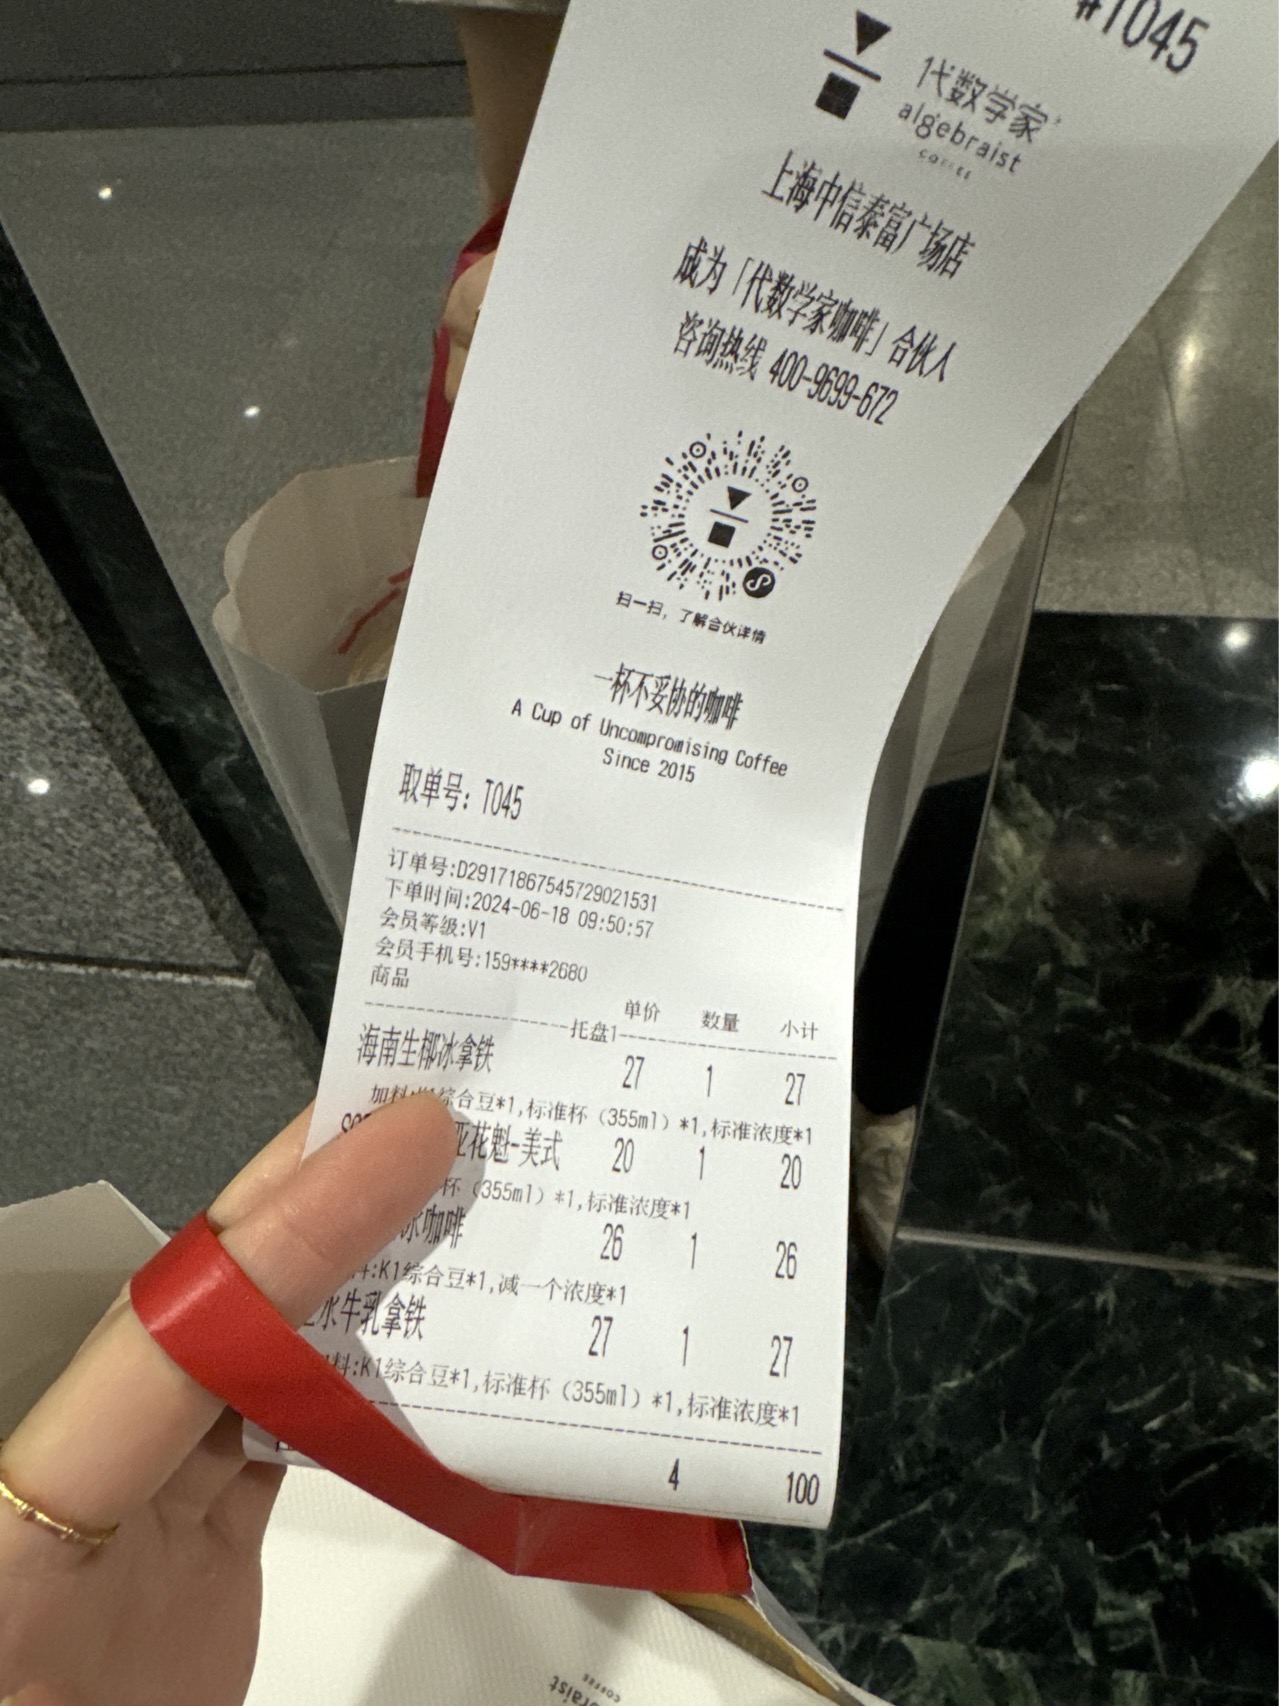 #T045
代数学家
algebraist
COFFEE
上海中信泰富广场店
成为「代数学家咖啡」合伙人
咨询热线 400-9699-672
扫一扫，了解合伙详情
一杯不妥协的咖啡
A Cup of Uncompromising Coffee
Since 2015
取单号: T045
订单号:D29171867545729021531
下单时间:2024-06-18 09:50:57
会员等级:V1
会员手机号:159****2680
商品 单价 数量 小计
托盘1
海南生椰冰拿铁 27 1 27
加料:K1综合豆*1,标准杯（355ml）*1,标准浓度*1
亚花魁-美式 20 1 20
杯（355ml）*1,标准浓度*1
冰咖啡 26 1 26
料:K1综合豆*1,减一个浓度*1
水牛乳拿铁 27 1 27
料:K1综合豆*1,标准杯（355ml）*1,标准浓度*1
4 100
COFFEE